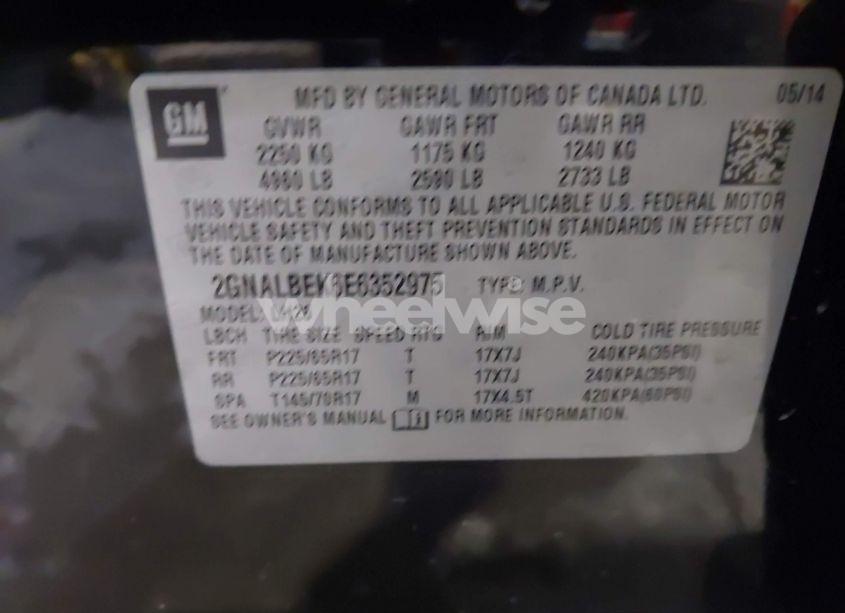 GM
MFD BY GENERAL MOTORS OF CANADA LTD. 05/14
GVWR GAWR FRT GAWR RR
2250 KG 1175 KG 1240 KG
4960 LB 2590 LB 2733 LB
THIS VEHICLE CONFORMS TO ALL APPLICABLE U.S. FEDERAL MOTOR
VEHICLE SAFETY AND THEFT PREVENTION STANDARDS IN EFFECT ON
THE DATE OF MANUFACTURE SHOWN ABOVE.
2GNALBEK6E6352975 TYPE: M.P.V.
wheelwise
MODEL:
TIRE SIZE SPEED RTG RIM COLD TIRE PRESSURE
FRT P225/65R17 T 17X7J 240KPA(35PSI)
RR P225/65R17 T 17X7J 240KPA(35PSI)
SPA T145/70R17 M 17X4.5T 420KPA(60PSI)
SEE OWNER'S MANUAL FOR MORE INFORMATION.